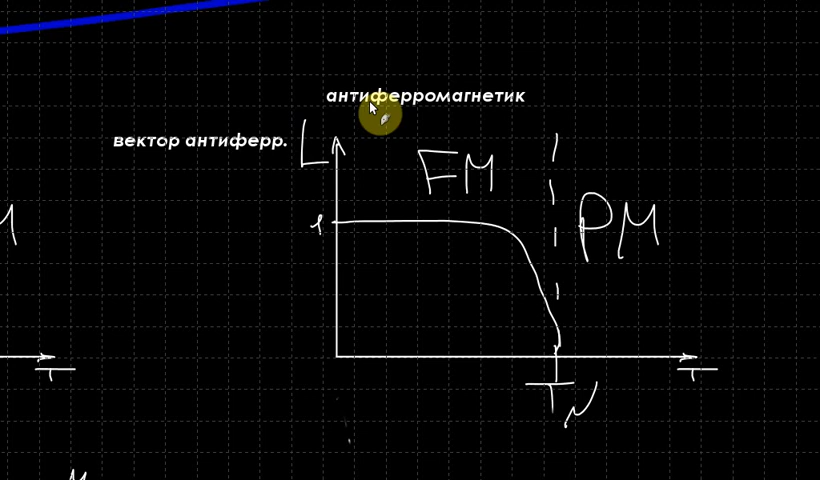 антиферромагнетик
вектор антиферр. L
FM
PM
M
1
T
T
T_N
M